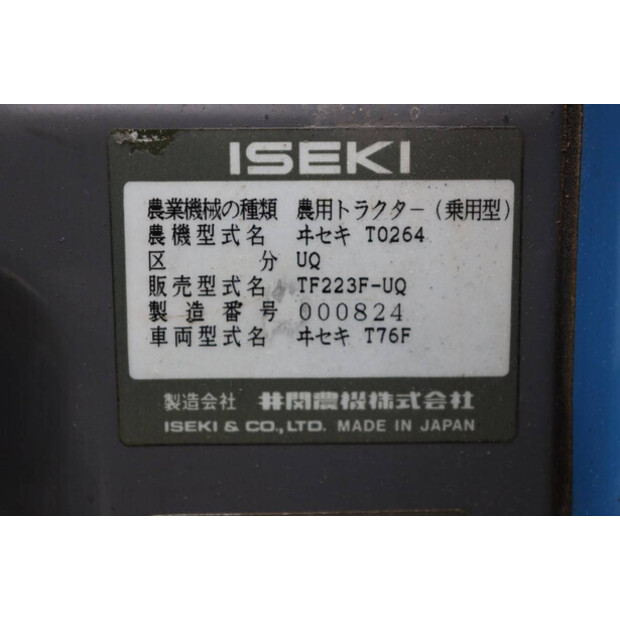 ISEKI
農業機械の種類 農用トラクター(乗用型)
農機型式名 ヰセキ T0264
区分 UQ
販売型式名 TF223F-UQ
製造番号 000824
車両型式名 ヰセキ T76F
製造会社 井関農機株式会社
ISEKI & CO., LTD. MADE IN JAPAN